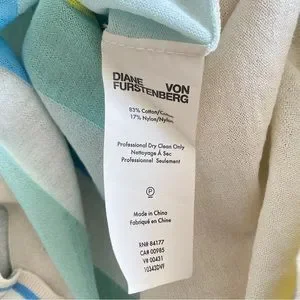 DIANE VON
FURSTENBERG
83% Cotton/Coton
17% Nylon/Nylon
Professional Dry Clean Only
Nettoyage À Sec
Professionnel Seulement
P
Made in China
Fabriqué en Chine
RN# 84177
CA# 00985
V# 00431
10343DVF